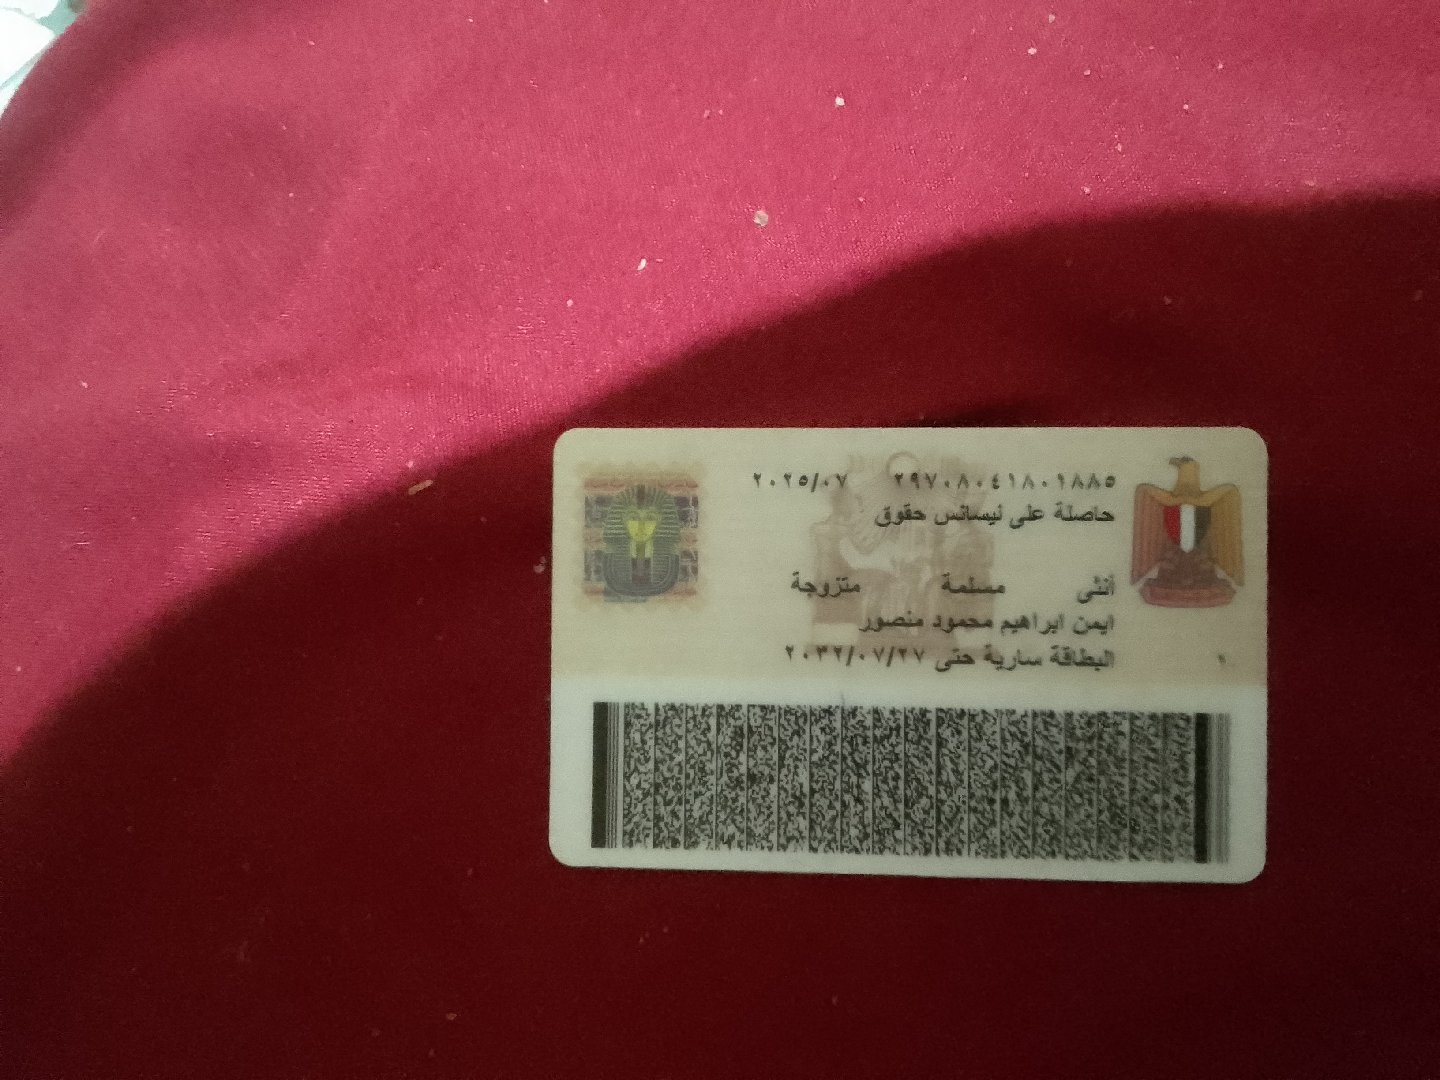 ٢٩٧٠٨٠٤١٨٠١٨٨٥ ٢٠٢٥/٠٧
حاصلة على ليسانس حقوق
أنثى مسلمة متزوجة
ايمن ابراهيم محمود منصور
البطاقة سارية حتى ٢٠٣٢/٠٧/٢٧